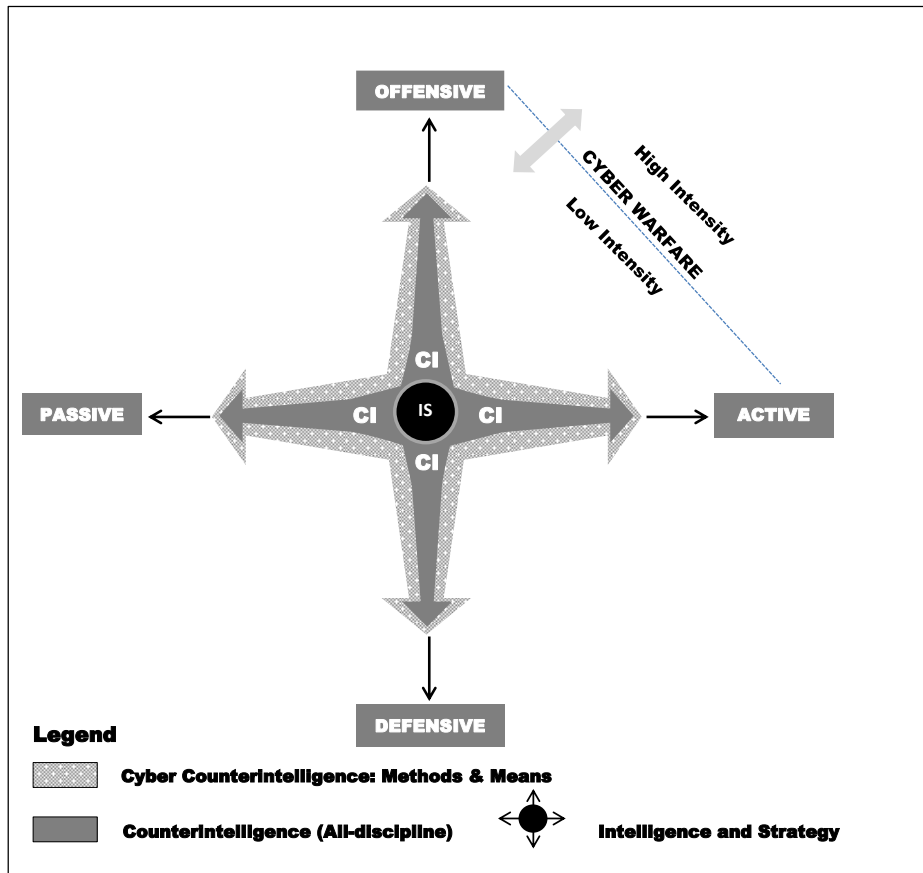 OFFENSIVE
High Intensity
CYBER WARFARE
Low Intensity
CI
PASSIVE
CI
IS
CI
ACTIVE
CI
DEFENSIVE
Legend
Cyber Counterintelligence: Methods & Means
Counterintelligence (All-discipline)
Intelligence and Strategy